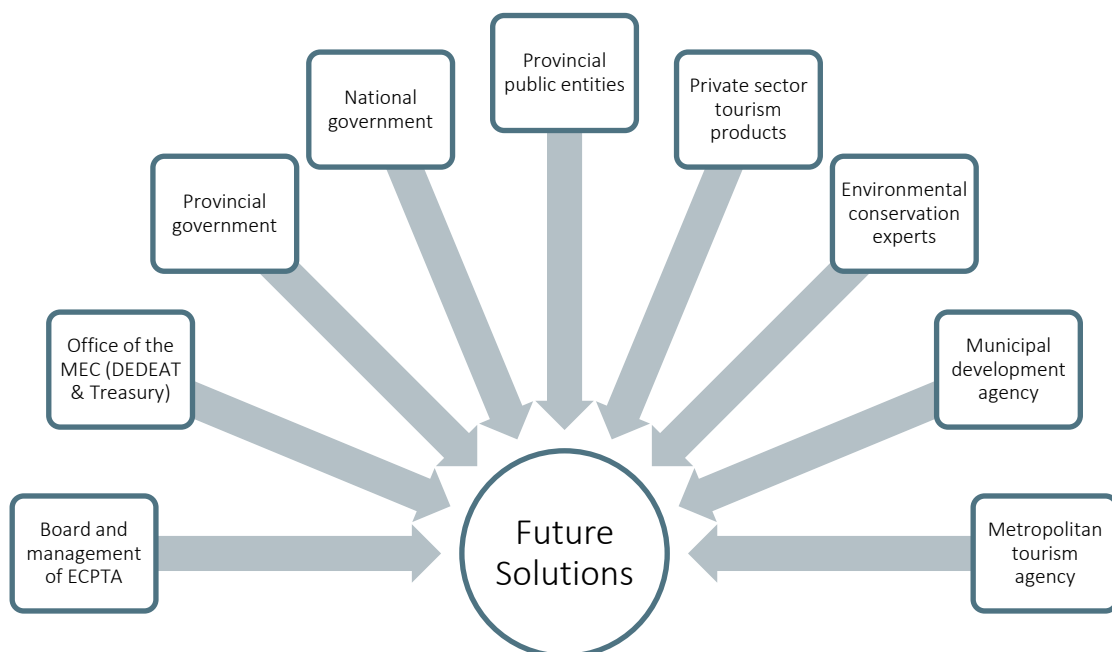 Provincial
public entities
National
government
Private sector
tourism
products
Provincial
government
Environmental
conservation
experts
Office of the
MEC (DEDEAT
& Treasury)
Municipal
development
agency
Board and
management
of ECPTA
Future
Solutions
Metropolitan
tourism
agency